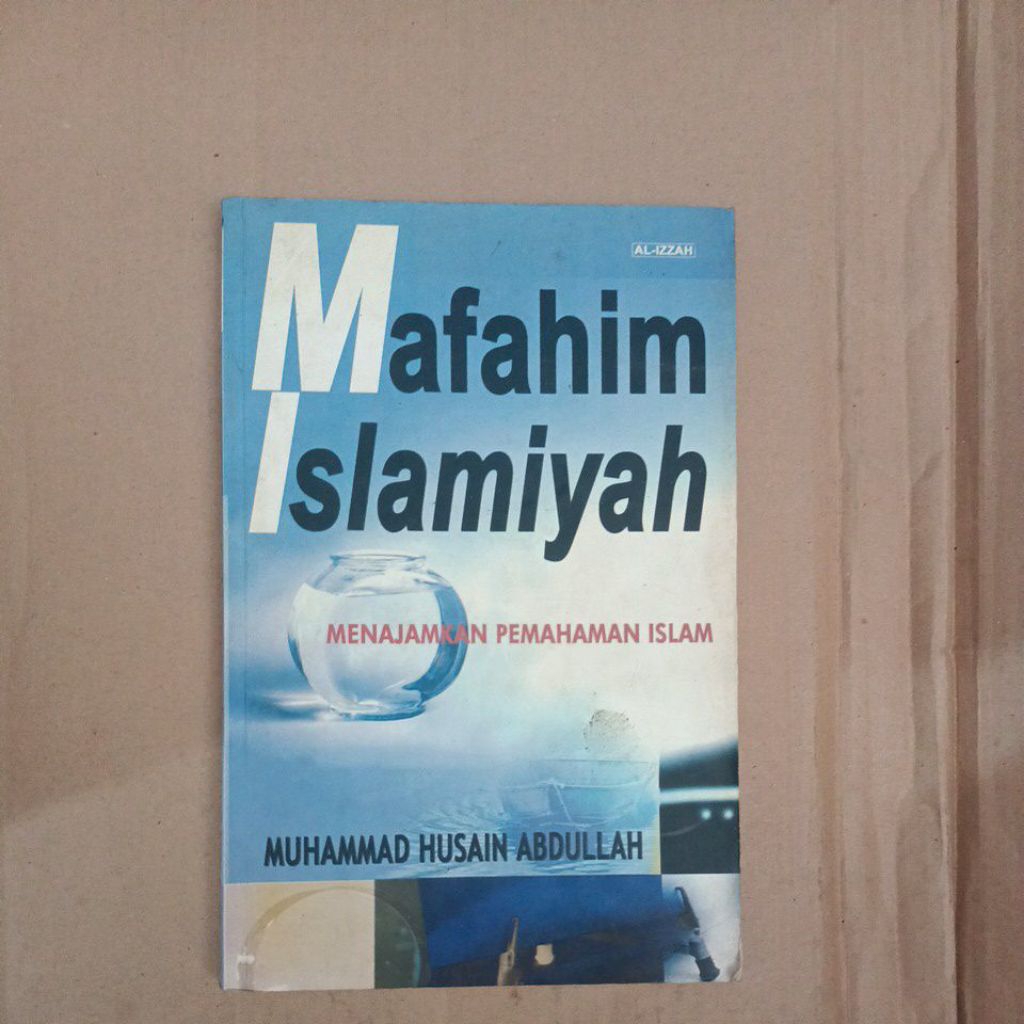 AL-IZZAH
Mafahim
Islamiyah
MENAJAMKAN PEMAHAMAN ISLAM
MUHAMMAD HUSAIN ABDULLAH